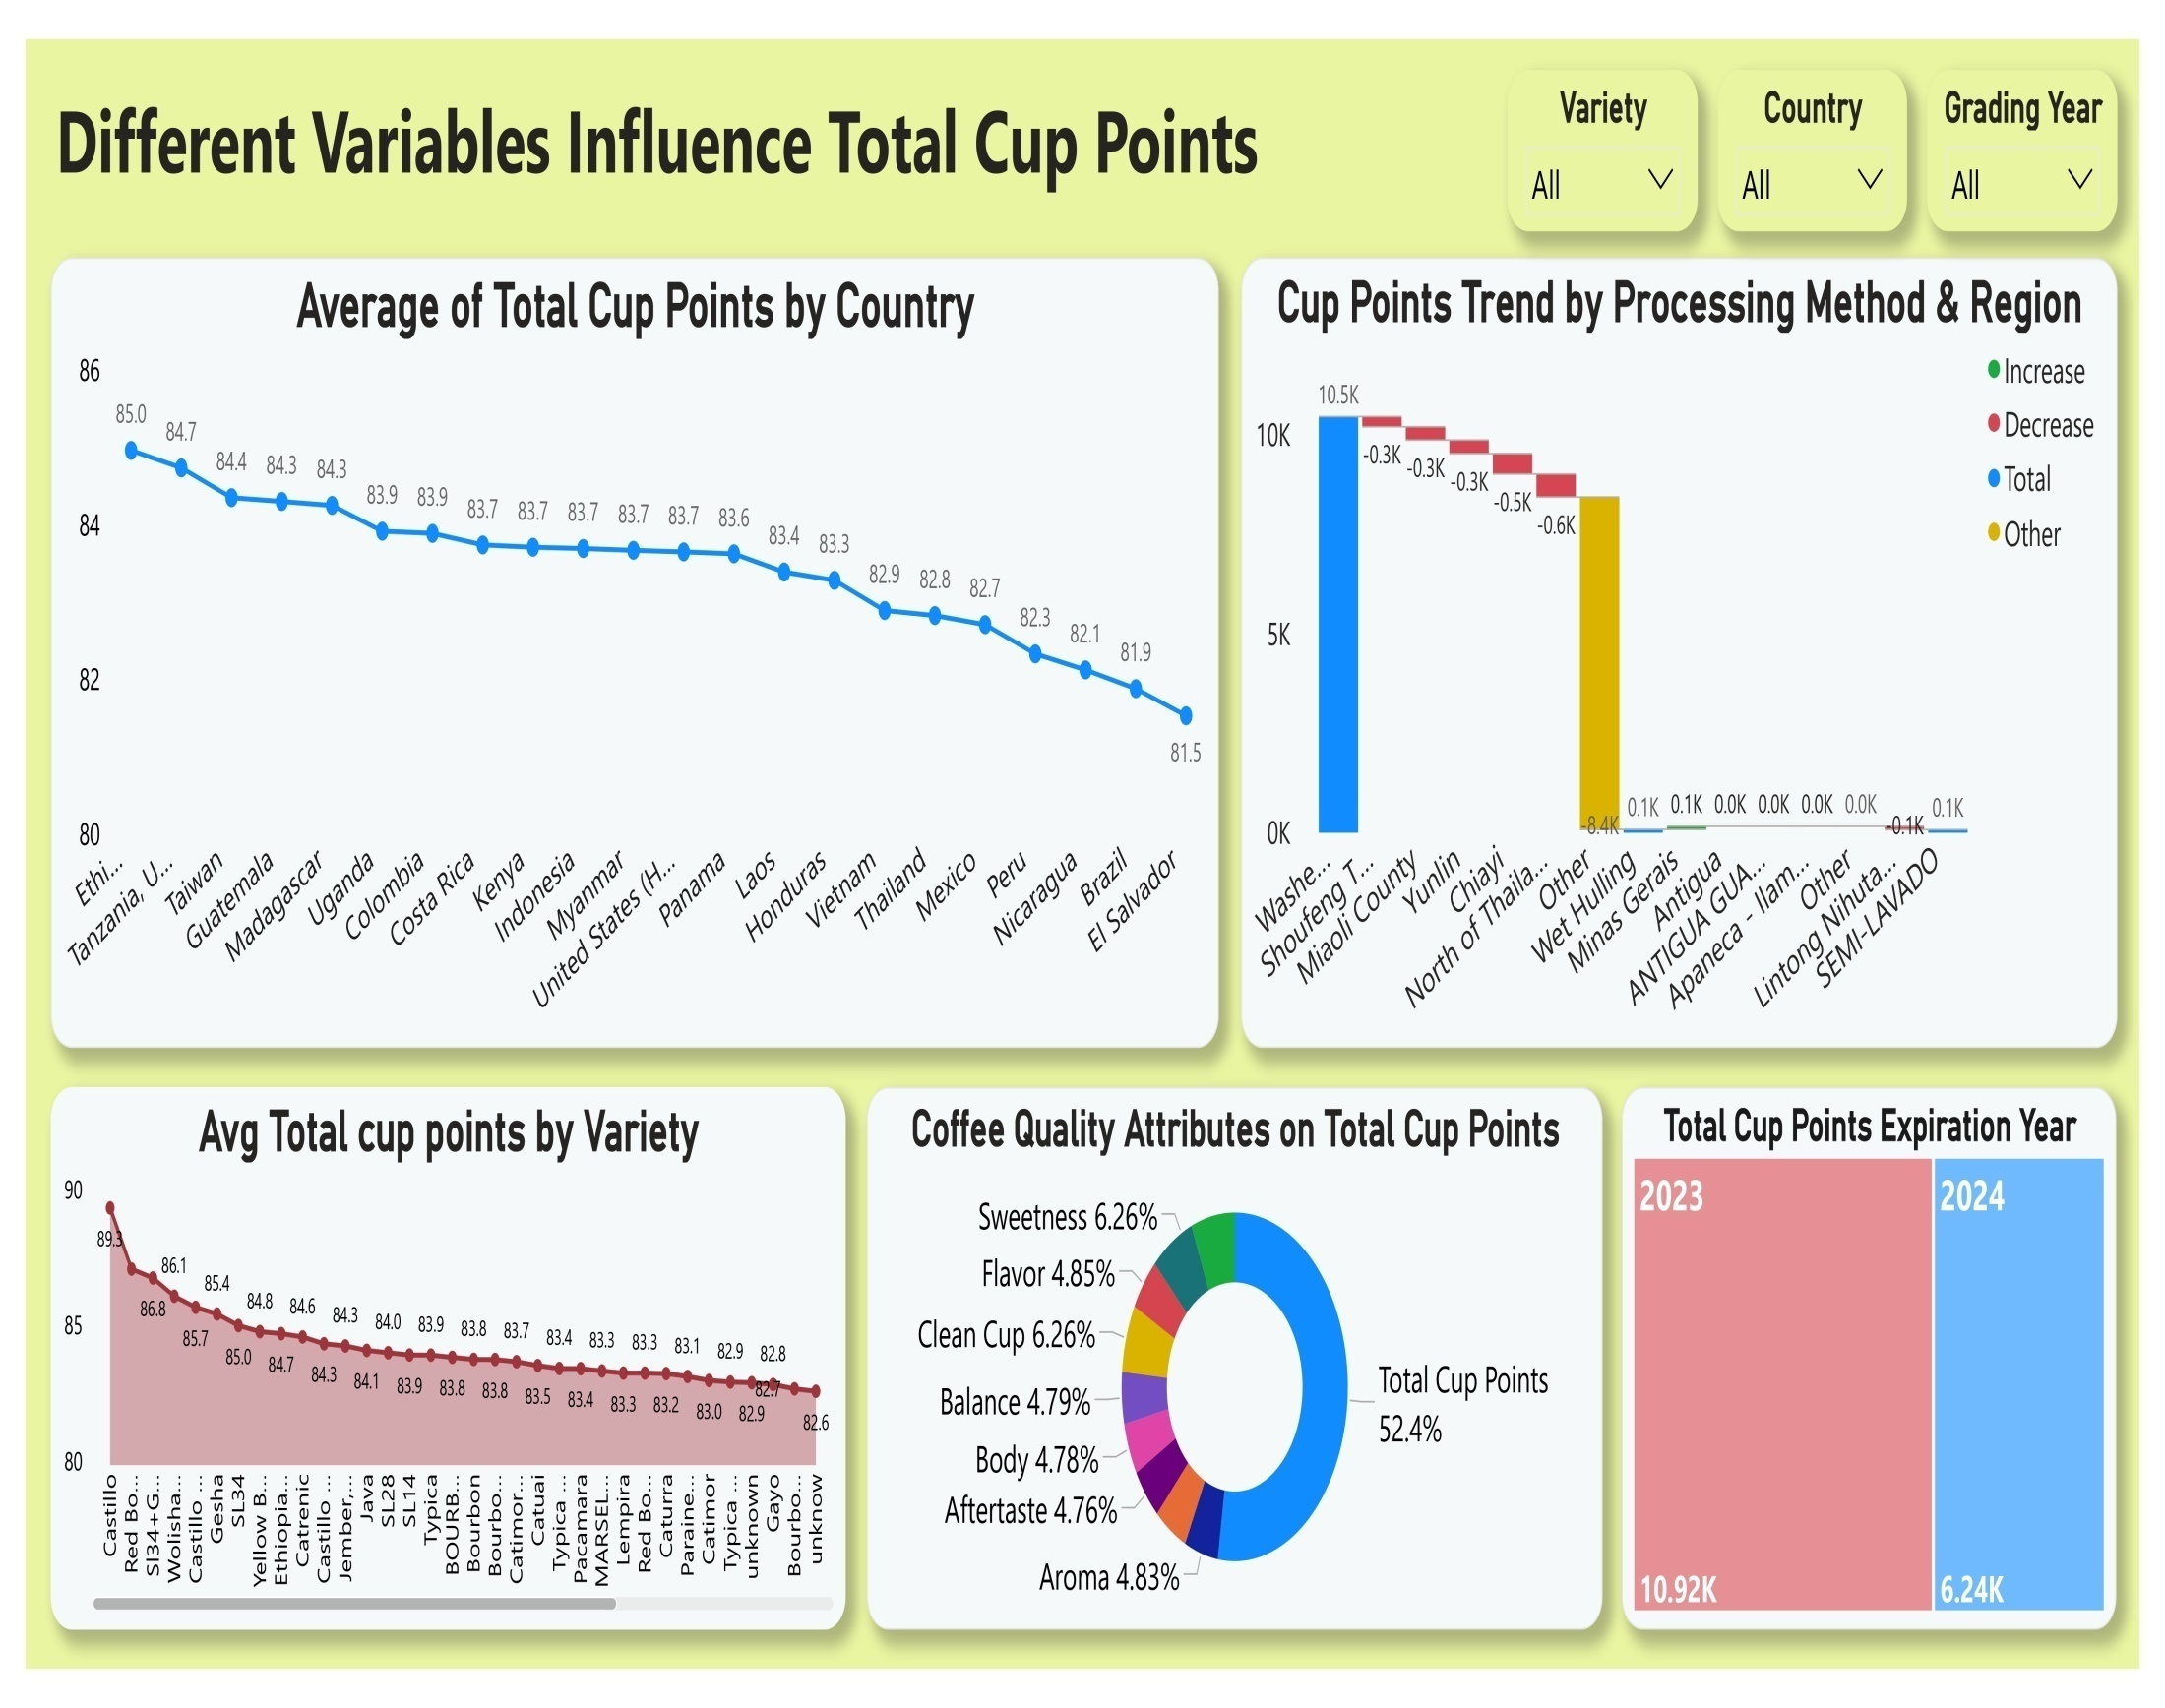 Different Variables Influence Total Cup Points
Variety
All
Country
All
Grading Year
All
Average of Total Cup Points by Country
86
84
82
80
85.0
84.7
84.4
84.3
84.3
83.9
83.9
83.7
83.7
83.7
83.7
83.7
83.6
83.4
83.3
82.9
82.8
82.7
82.3
82.1
81.9
81.5
Ethi...
Tanzania, U...
Taiwan
Guatemala
Madagascar
Uganda
Colombia
Costa Rica
Kenya
Indonesia
Myanmar
United States (H...
Panama
Laos
Honduras
Vietnam
Thailand
Mexico
Peru
Nicaragua
Brazil
El Salvador
Cup Points Trend by Processing Method & Region
Increase
Decrease
Total
Other
10K
5K
0K
10.5K
-0.3K
-0.3K
-0.3K
-0.5K
-0.6K
-8.4K
0.1K
0.1K
0.0K
0.0K
0.0K
0.0K
-0.1K
0.1K
Washe...
Shoufeng T...
Miaoli County
Yunlin
Chiayi
North of Thaila...
Other
Wet Hulling
Minas Gerais
Antigua
ANTIGUA GUA...
Apaneca - Ilam...
Other
Lintong Nihuta...
SEMI-LAVADO
Avg Total cup points by Variety
90
85
80
89.3
86.8
86.1
85.7
85.4
85.0
84.8
84.7
84.6
84.3
84.3
84.1
84.0
83.9
83.9
83.8
83.8
83.8
83.7
83.5
83.4
83.4
83.3
83.3
83.3
83.2
83.1
83.0
82.9
82.9
82.8
82.7
82.6
Castillo
Red Bo...
Sl34+G...
Wolisha...
Castillo ...
Gesha
SL34
Yellow B...
Ethiopia...
Catrenic
Castillo ...
Jember,...
Java
SL28
SL14
Typica
BOURB...
Bourbon
Bourbo...
Catimor...
Catuai
Typica ...
Pacamara
MARSEL...
Lempira
Red Bo...
Caturra
Paraine...
Catimor
Typica ...
unknown
Gayo
Bourbo...
unknow
Coffee Quality Attributes on Total Cup Points
Sweetness 6.26%
Flavor 4.85%
Clean Cup 6.26%
Balance 4.79%
Body 4.78%
Aftertaste 4.76%
Aroma 4.83%
Total Cup Points
52.4%
Total Cup Points Expiration Year
2023
10.92K
2024
6.24K